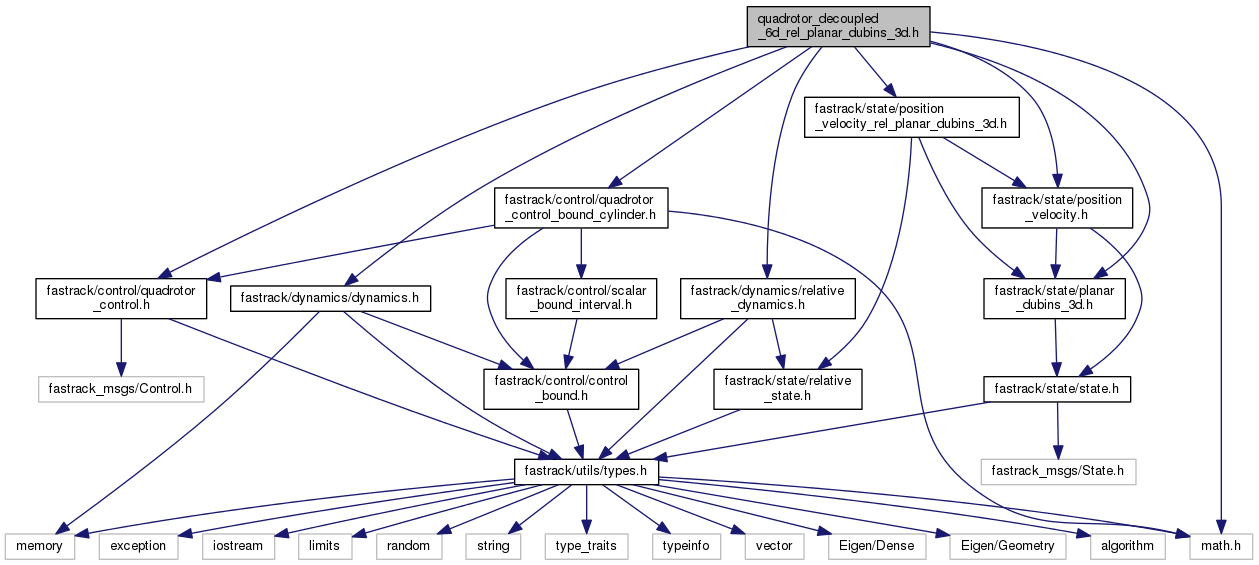 quadrotor_decoupled
_6d_rel_planar_dubins_3d.h
fastrack/state/position
_velocity_rel_planar_dubins_3d.h
fastrack/control/quadrotor
_control_bound_cylinder.h
fastrack/state/position
_velocity.h
fastrack/control/quadrotor
_control.h
fastrack/dynamics/dynamics.h
fastrack/control/scalar
_bound_interval.h
fastrack/dynamics/relative
_dynamics.h
fastrack/state/planar
_dubins_3d.h
fastrack_msgs/Control.h
fastrack/control/control
_bound.h
fastrack/state/relative
_state.h
fastrack/state/state.h
fastrack/utils/types.h
fastrack_msgs/State.h
memory
exception
iostream
limits
random
string
type_traits
typeinfo
vector
Eigen/Dense
Eigen/Geometry
algorithm
math.h